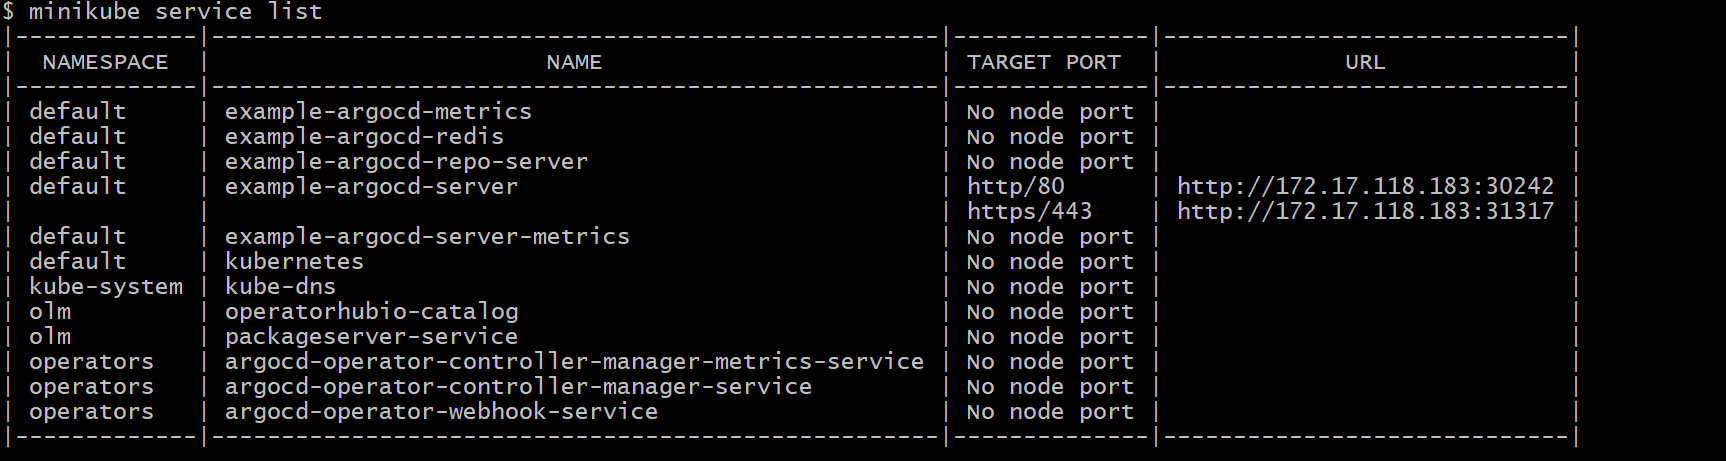 $ minikube service list
|-------------|----------------------------------------------------|--------------|-----------------------------|
|  NAMESPACE  |                        NAME                        | TARGET PORT  |             URL             |
|-------------|----------------------------------------------------|--------------|-----------------------------|
| default     | example-argocd-metrics                             | No node port |                             |
| default     | example-argocd-redis                               | No node port |                             |
| default     | example-argocd-repo-server                         | No node port |                             |
| default     | example-argocd-server                              | http/80      | http://172.17.118.183:30242 |
|             |                                                    | https/443    | http://172.17.118.183:31317 |
| default     | example-argocd-server-metrics                      | No node port |                             |
| default     | kubernetes                                         | No node port |                             |
| kube-system | kube-dns                                           | No node port |                             |
| olm         | operatorhubio-catalog                              | No node port |                             |
| olm         | packageserver-service                              | No node port |                             |
| operators   | argocd-operator-controller-manager-metrics-service | No node port |                             |
| operators   | argocd-operator-controller-manager-service         | No node port |                             |
| operators   | argocd-operator-webhook-service                    | No node port |                             |
|-------------|----------------------------------------------------|--------------|-----------------------------|